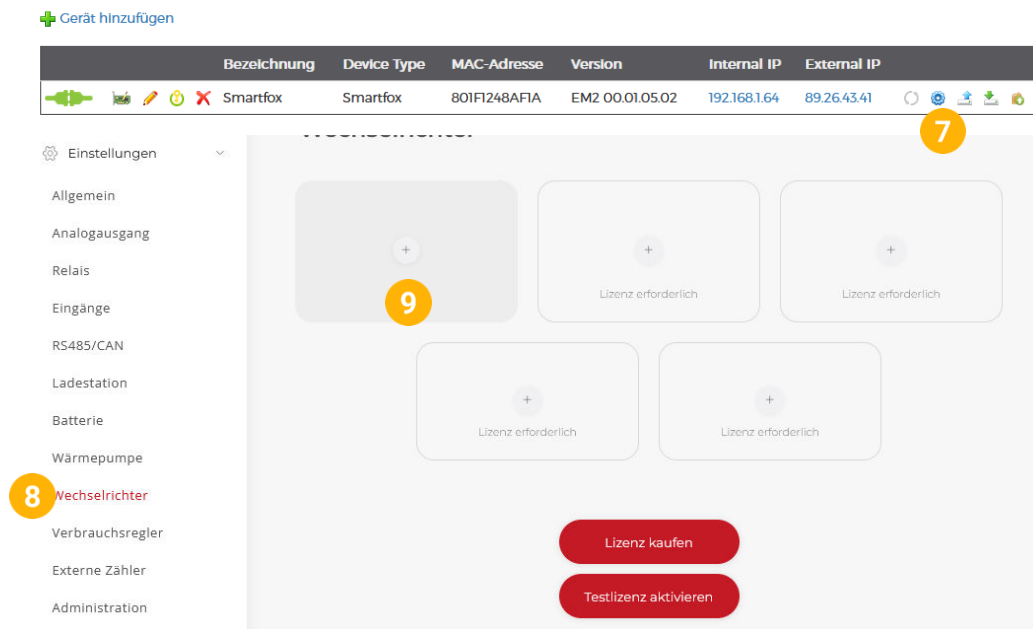 Gerät hinzufügen
Bezeichnung Device Type MAC-Adresse Version Internal IP External IP
Smartfox Smartfox 801F1248AF1A EM2 00.01.05.02 192.168.1.64 89.26.43.41
7
Wechselrichter
Einstellungen
Allgemein
Analogausgang
Relais
Eingänge
RS485/CAN
Ladestation
Batterie
Wärmepumpe
8 Wechselrichter
Verbrauchsregler
Externe Zähler
Administration
+ + +
9
Lizenz erforderlich Lizenz erforderlich
+ +
Lizenz erforderlich Lizenz erforderlich
Lizenz kaufen
Testlizenz aktivieren